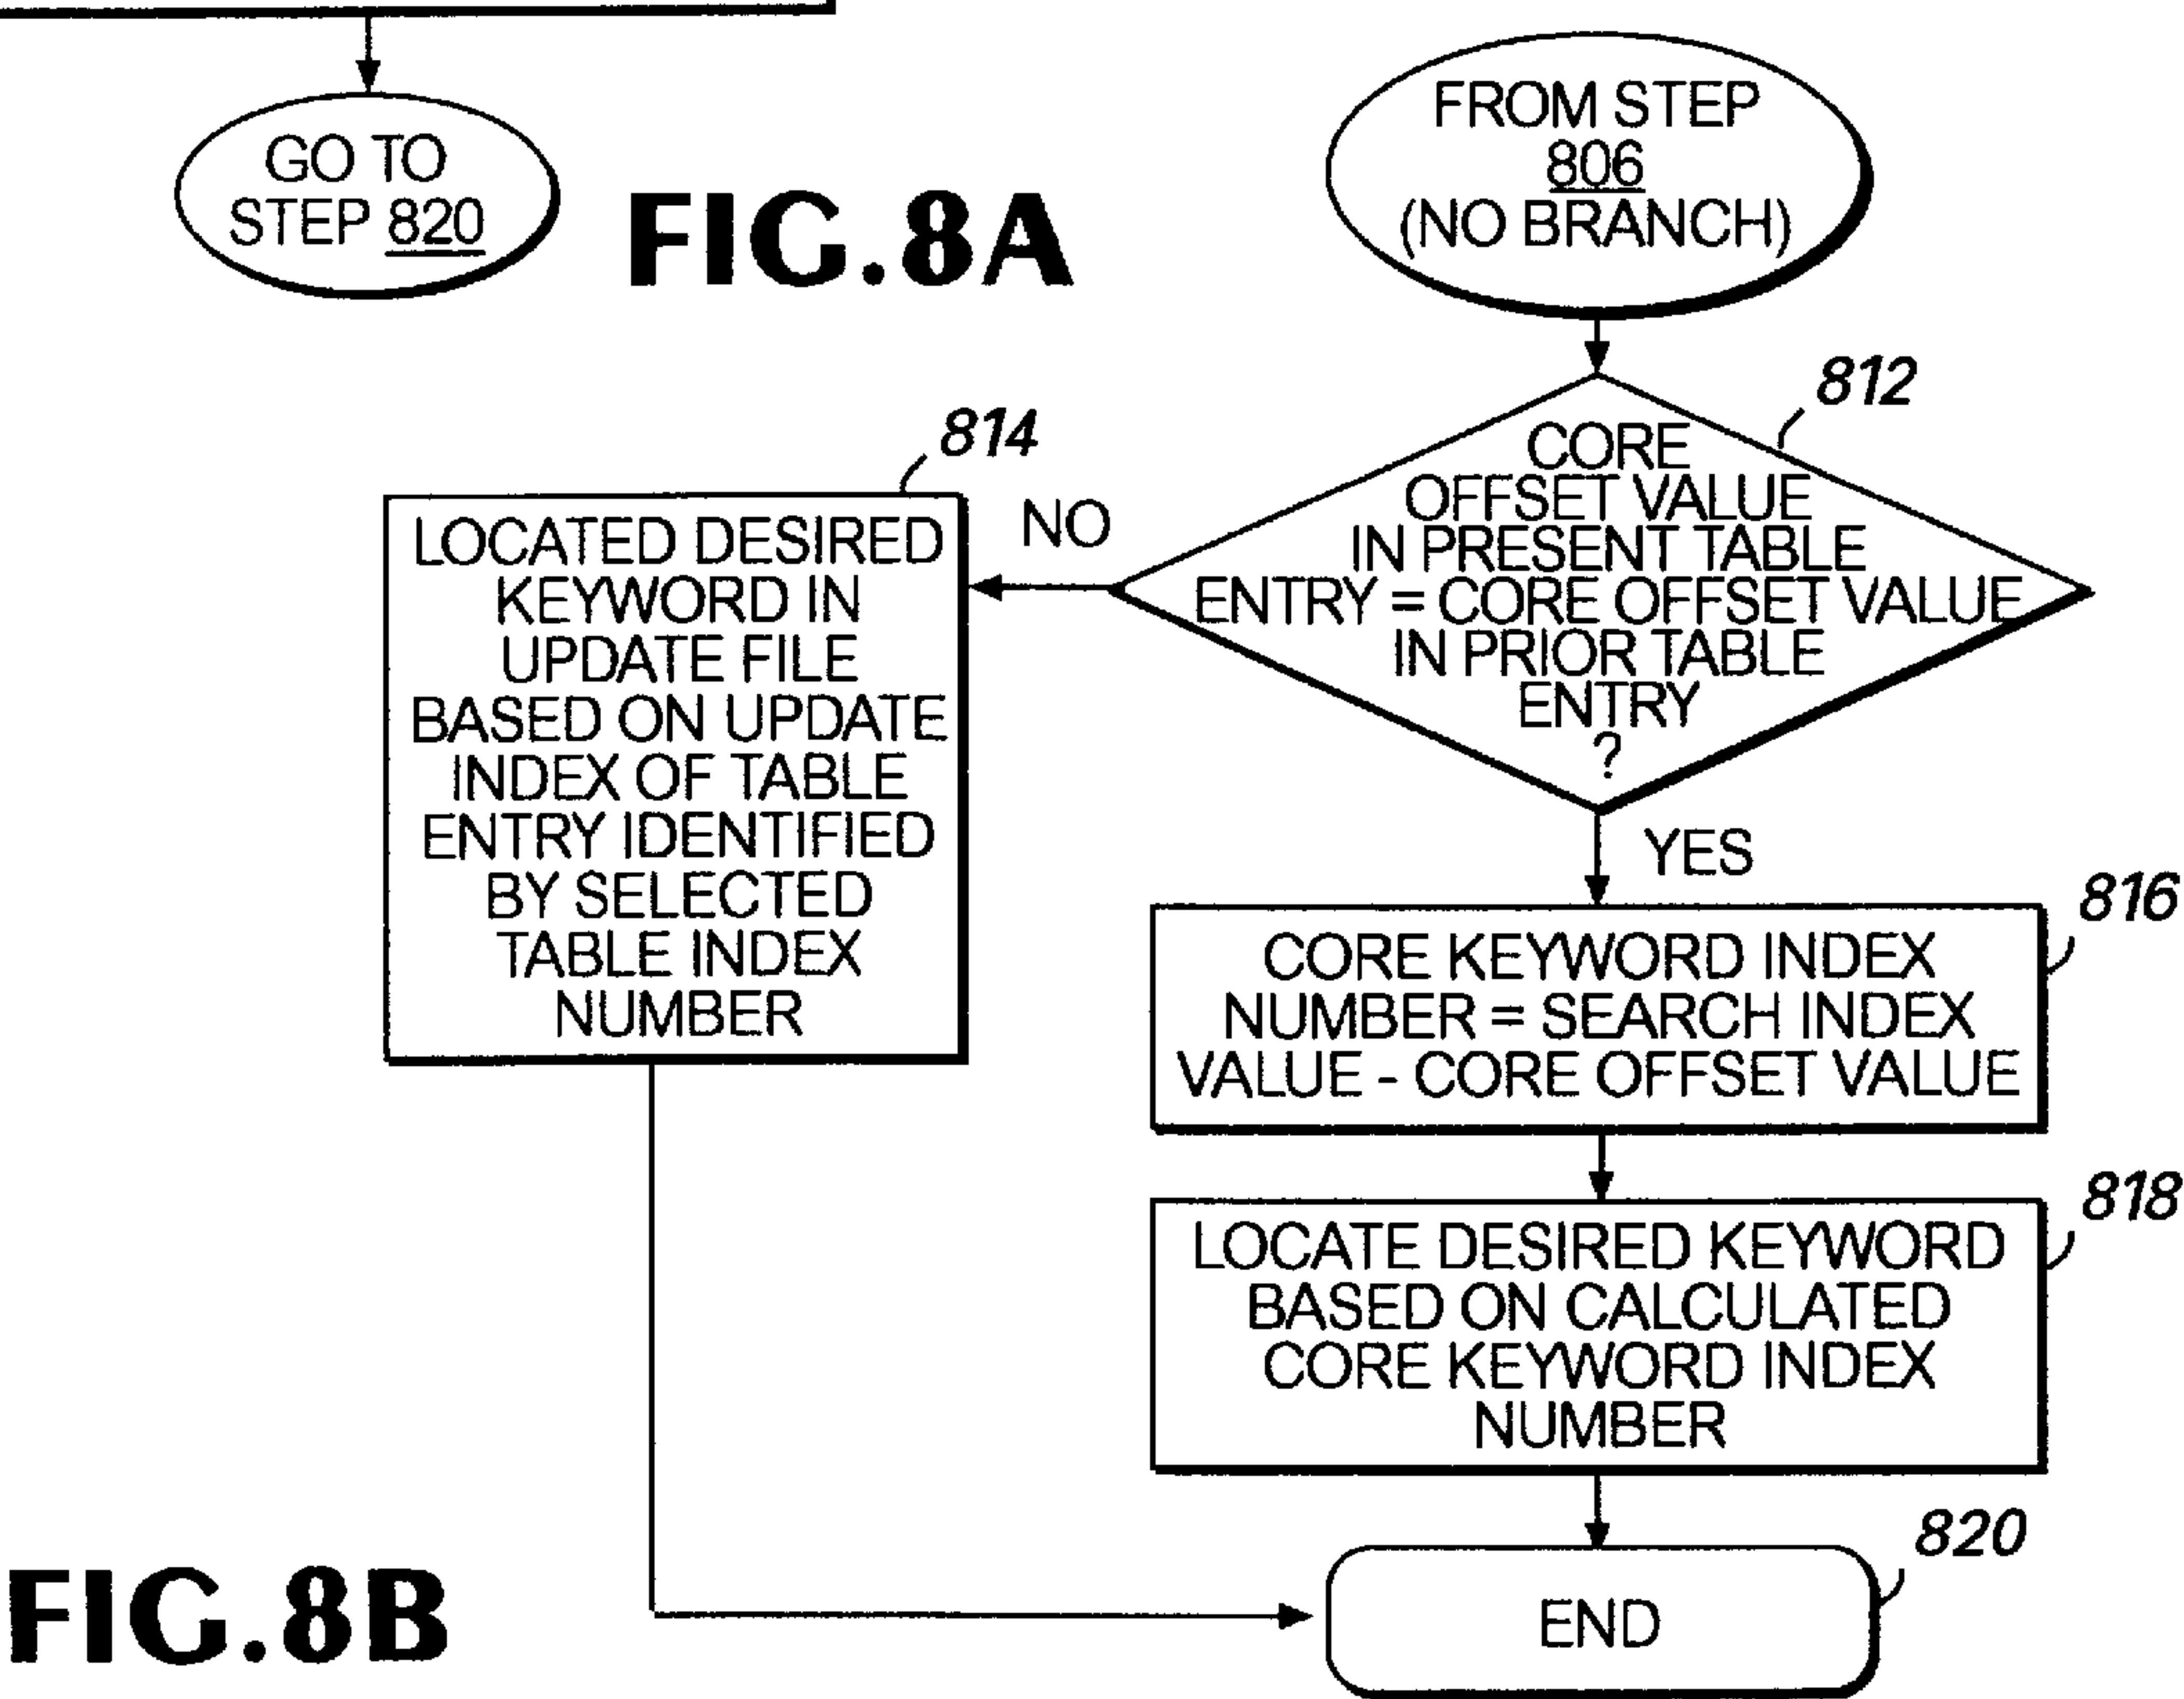 GO TO
STEP 820
FIG.8A
FROM STEP
806
(NO BRANCH)
812
CORE
OFFSET VALUE
IN PRESENT TABLE
ENTRY = CORE OFFSET VALUE
IN PRIOR TABLE
ENTRY
?
NO
YES
814
LOCATED DESIRED
KEYWORD IN
UPDATE FILE
BASED ON UPDATE
INDEX OF TABLE
ENTRY IDENTIFIED
BY SELECTED
TABLE INDEX
NUMBER
816
CORE KEYWORD INDEX
NUMBER = SEARCH INDEX
VALUE - CORE OFFSET VALUE
818
LOCATE DESIRED KEYWORD
BASED ON CALCULATED
CORE KEYWORD INDEX
NUMBER
820
END
FIG.8B